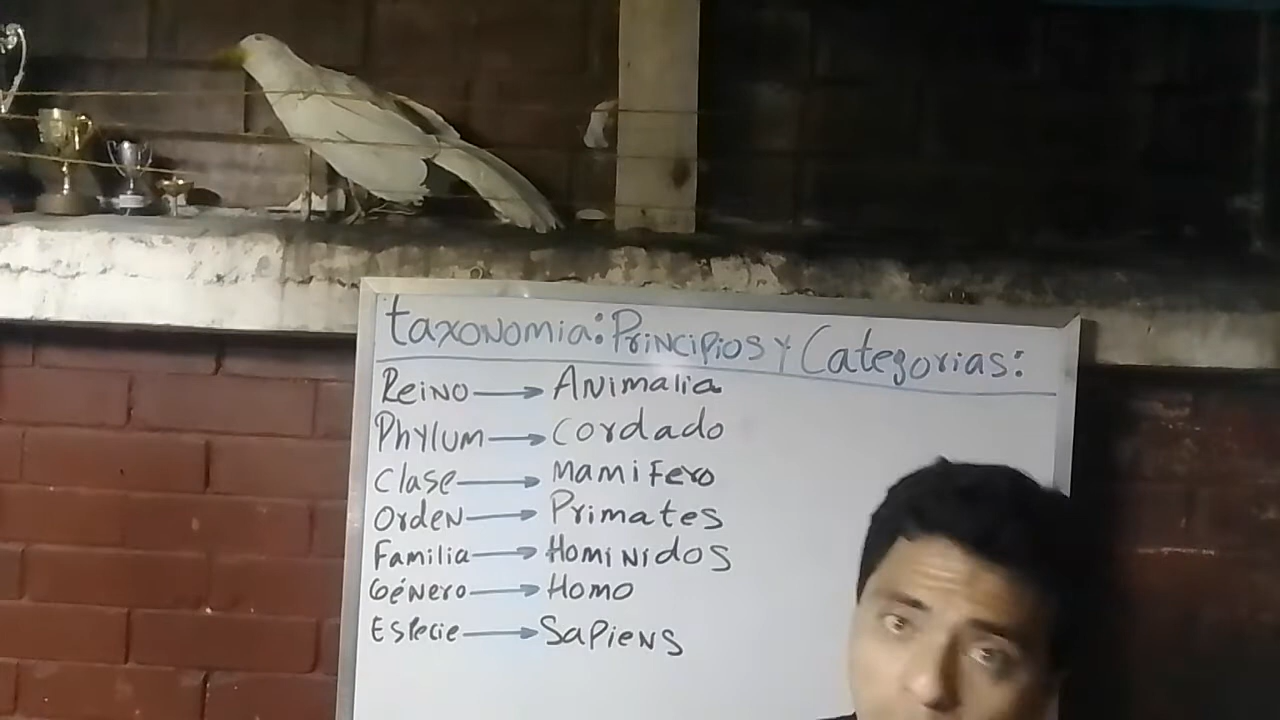 taxonomia: Principios y Categorias:
Reino → Animalia
Phylum → Cordado
Clase → Mamifero
Orden → Primates
Familia → Hominidos
Género → Homo
Especie → Sapiens